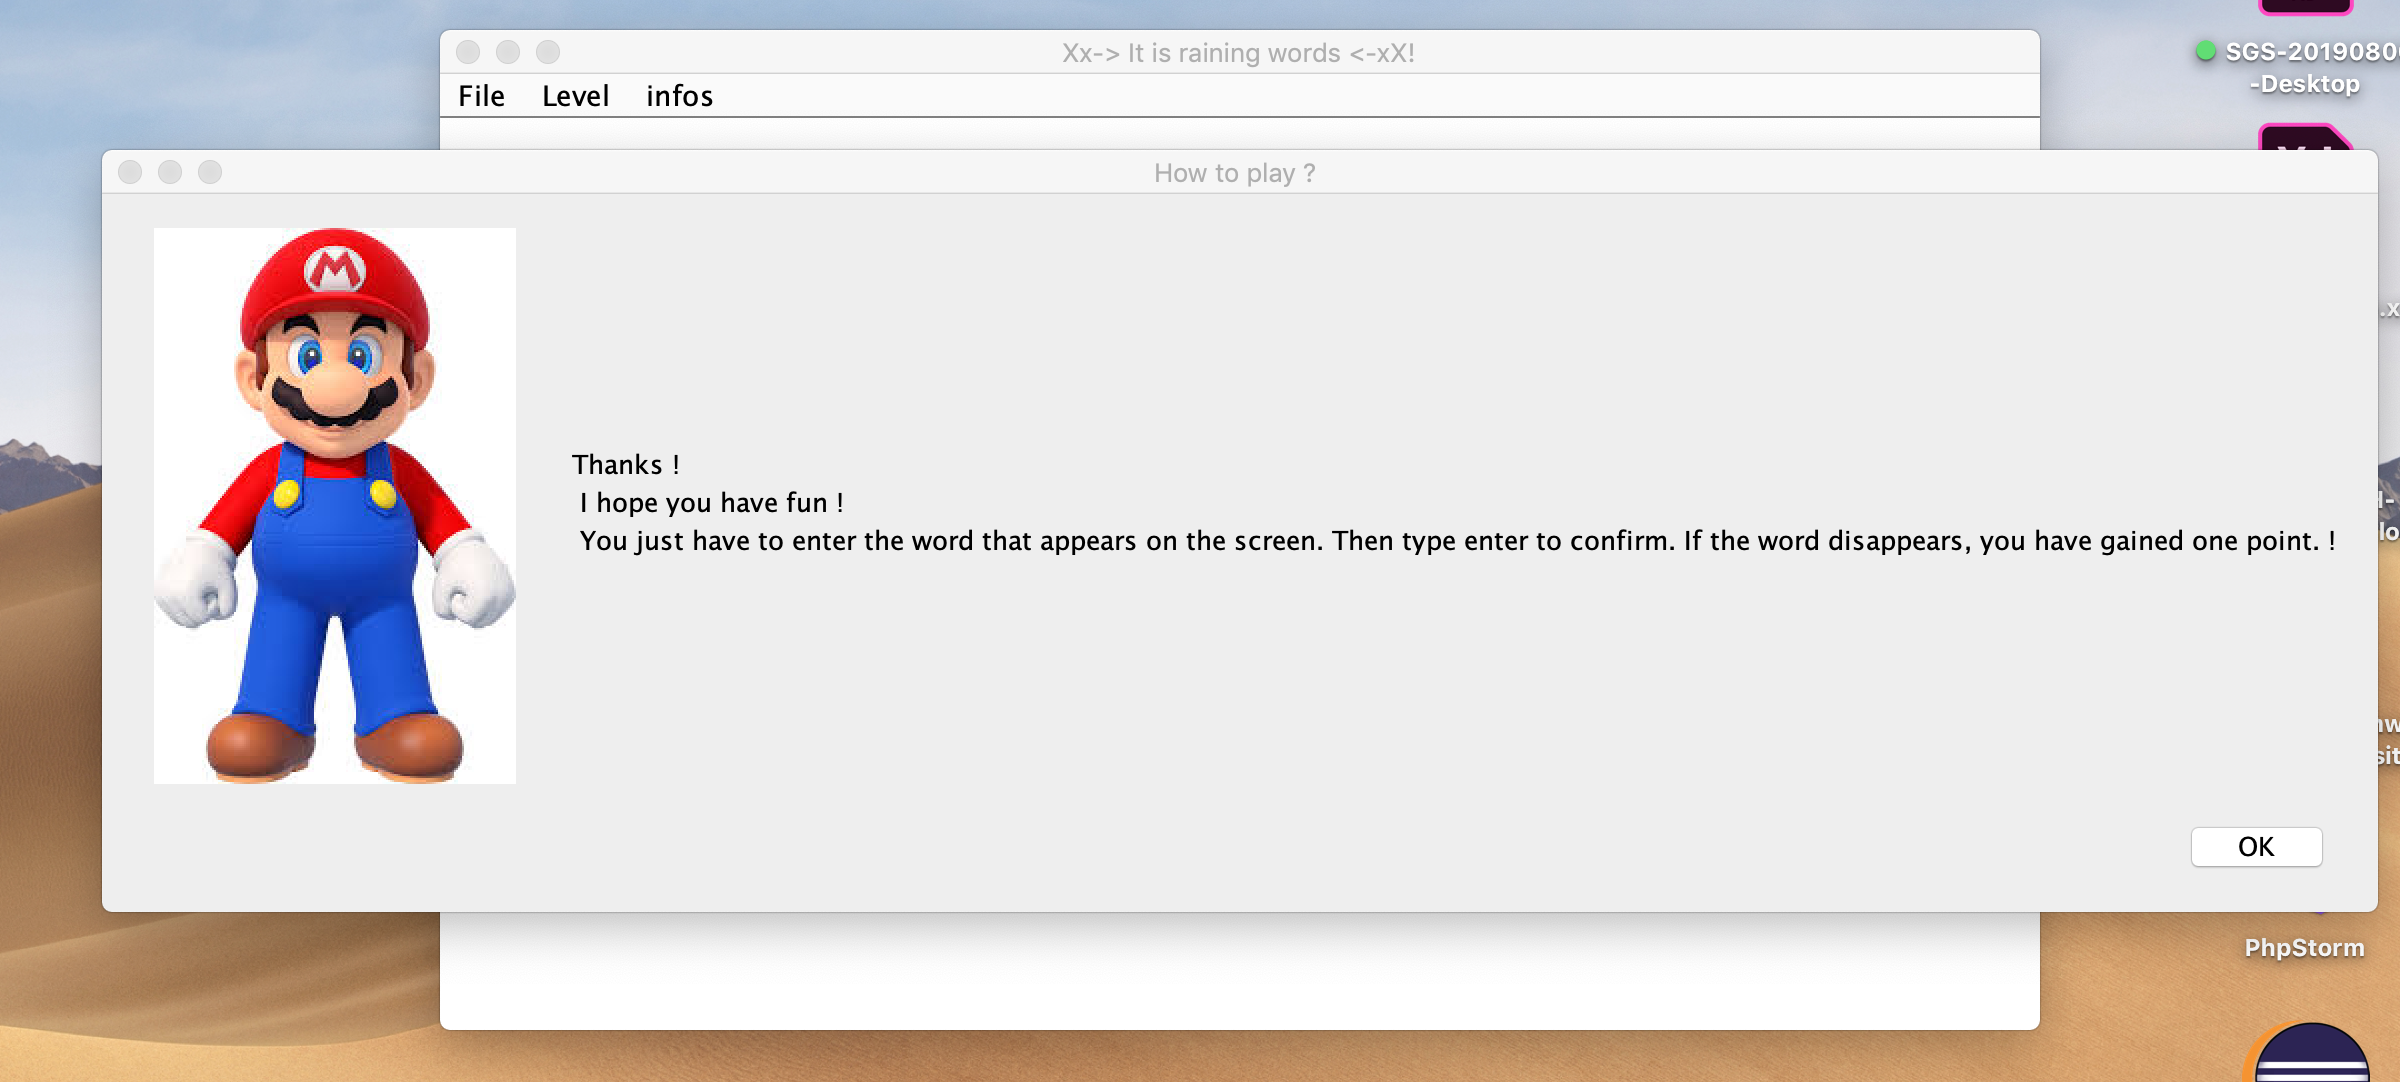 Xx-> It is raining words <-xX!
SGS-2019080
-Desktop
File Level infos
How to play ?
M
Thanks !
I hope you have fun !
You just have to enter the word that appears on the screen. Then type enter to confirm. If the word disappears, you have gained one point. !
OK
PhpStorm